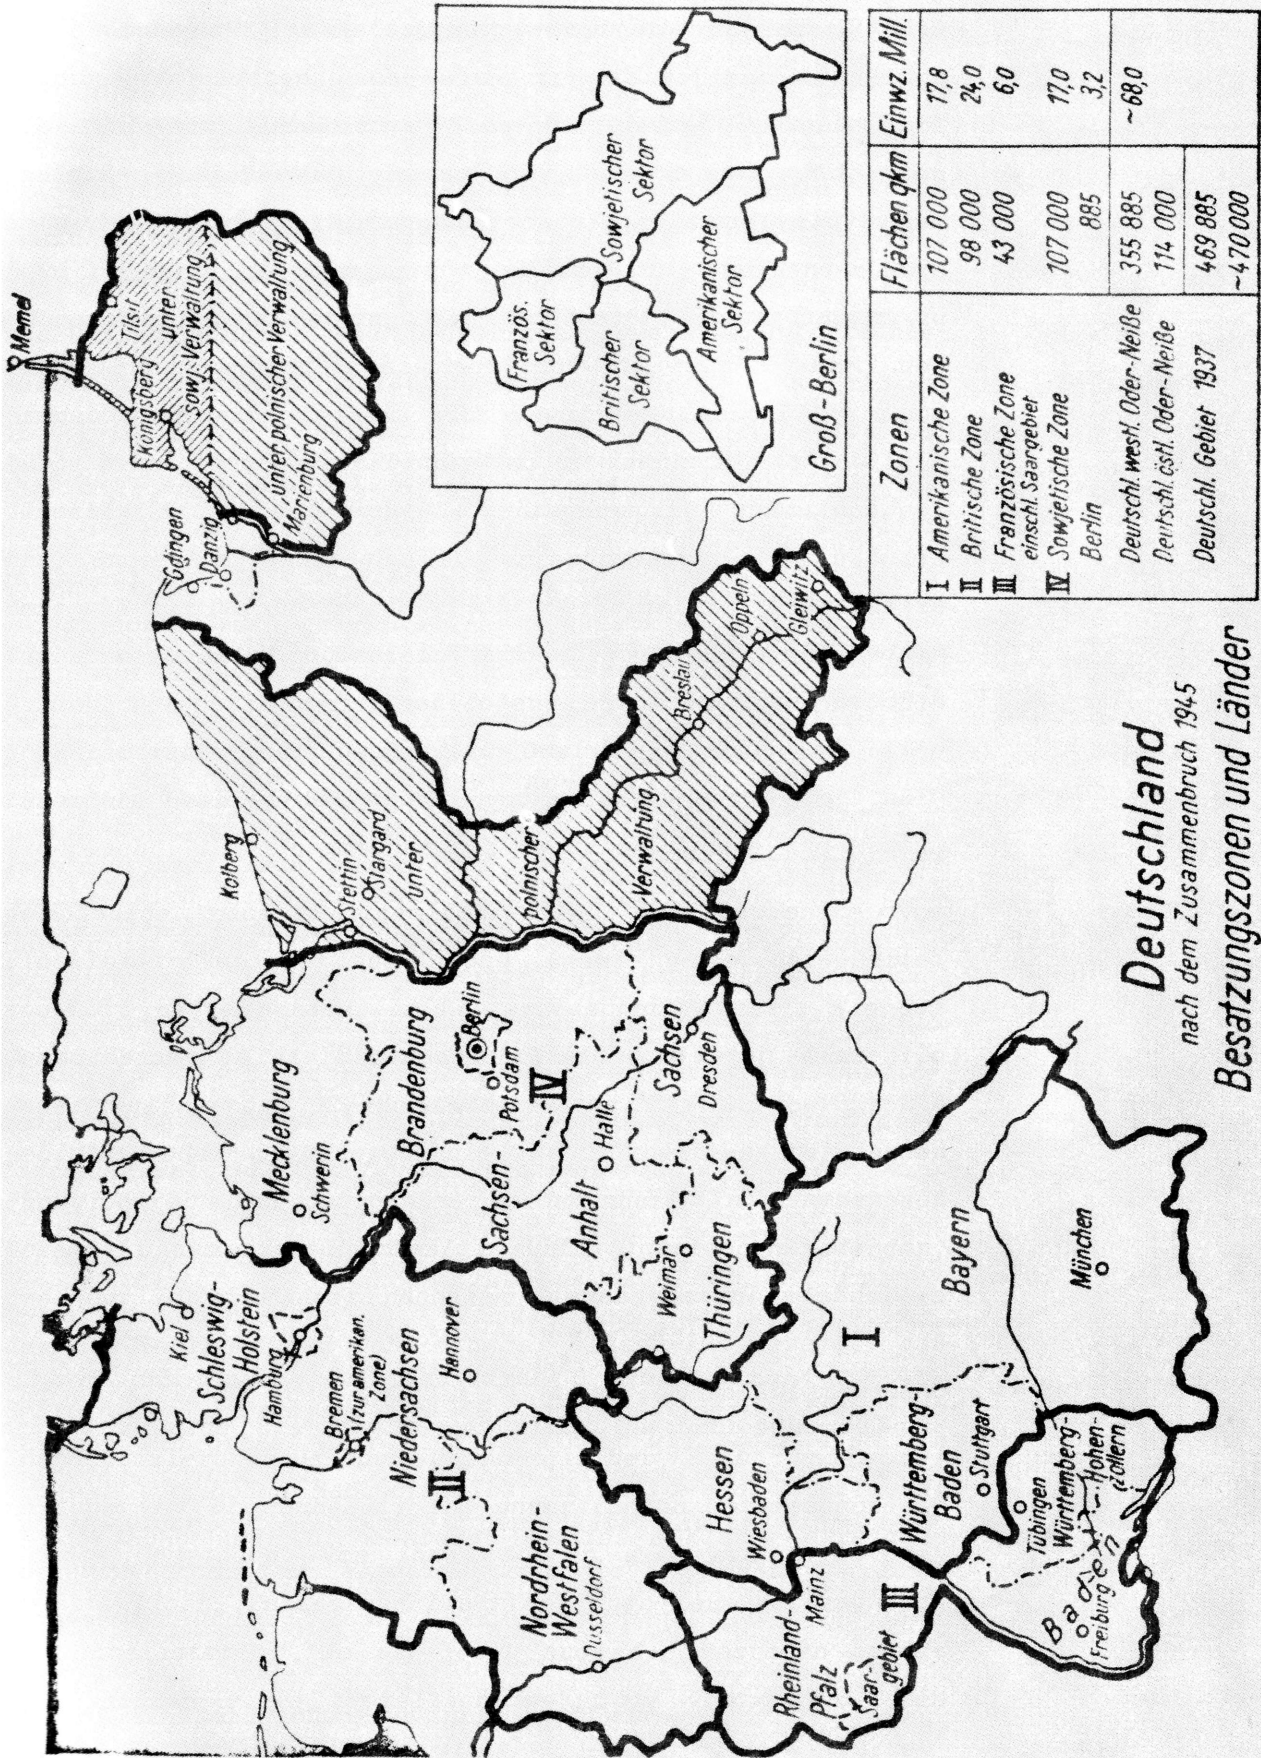 Memel
Tilsit
Königsberg
unter
sowj. Verwaltung
unter polnischer Verwaltung
Marienburg
Gdingen
Danzig
Kolberg
Stettin
Stargard
unter
polnischer
Verwaltung
Breslau
Oppeln
Gleiwitz
Kiel
Schleswig-
Holstein
Hamburg
Bremen
(zur amerikan.
Zone)
Niedersachsen
Hannover
II
Nordrhein-
Westfalen
Düsseldorf
Mecklenburg
Schwerin
Brandenburg
Berlin
Potsdam
IV
Sachsen-
Anhalt
Halle
Sachsen
Dresden
Weimar
Thüringen
Hessen
Wiesbaden
Rheinland-
Pfalz
Mainz
Saar-
gebiet
III
I
Bayern
München
Württemberg-
Baden
Stuttgart
Tübingen
Württemberg-
Hohen-
zollern
Baden
Freiburg
Französ.
Sektor
Britischer
Sektor
Sowjetischer
Sektor
Amerikanischer
Sektor
Groß-Berlin
Zonen Flächen qkm Einwz. Mill.
I Amerikanische Zone 107 000 17,8
II Britische Zone 98 000 24,0
III Französische Zone 43 000 6,0
einschl. Saargebiet
IV Sowjetische Zone 107 000 17,0
Berlin 885 3,2
Deutschl. westl. Oder-Neiße 355 885 ~68,0
Deutschl. östl. Oder-Neiße 114 000
Deutschl. Gebiet 1937 469 885
~470 000
Deutschland
nach dem Zusammenbruch 1945
Besatzungszonen und Länder